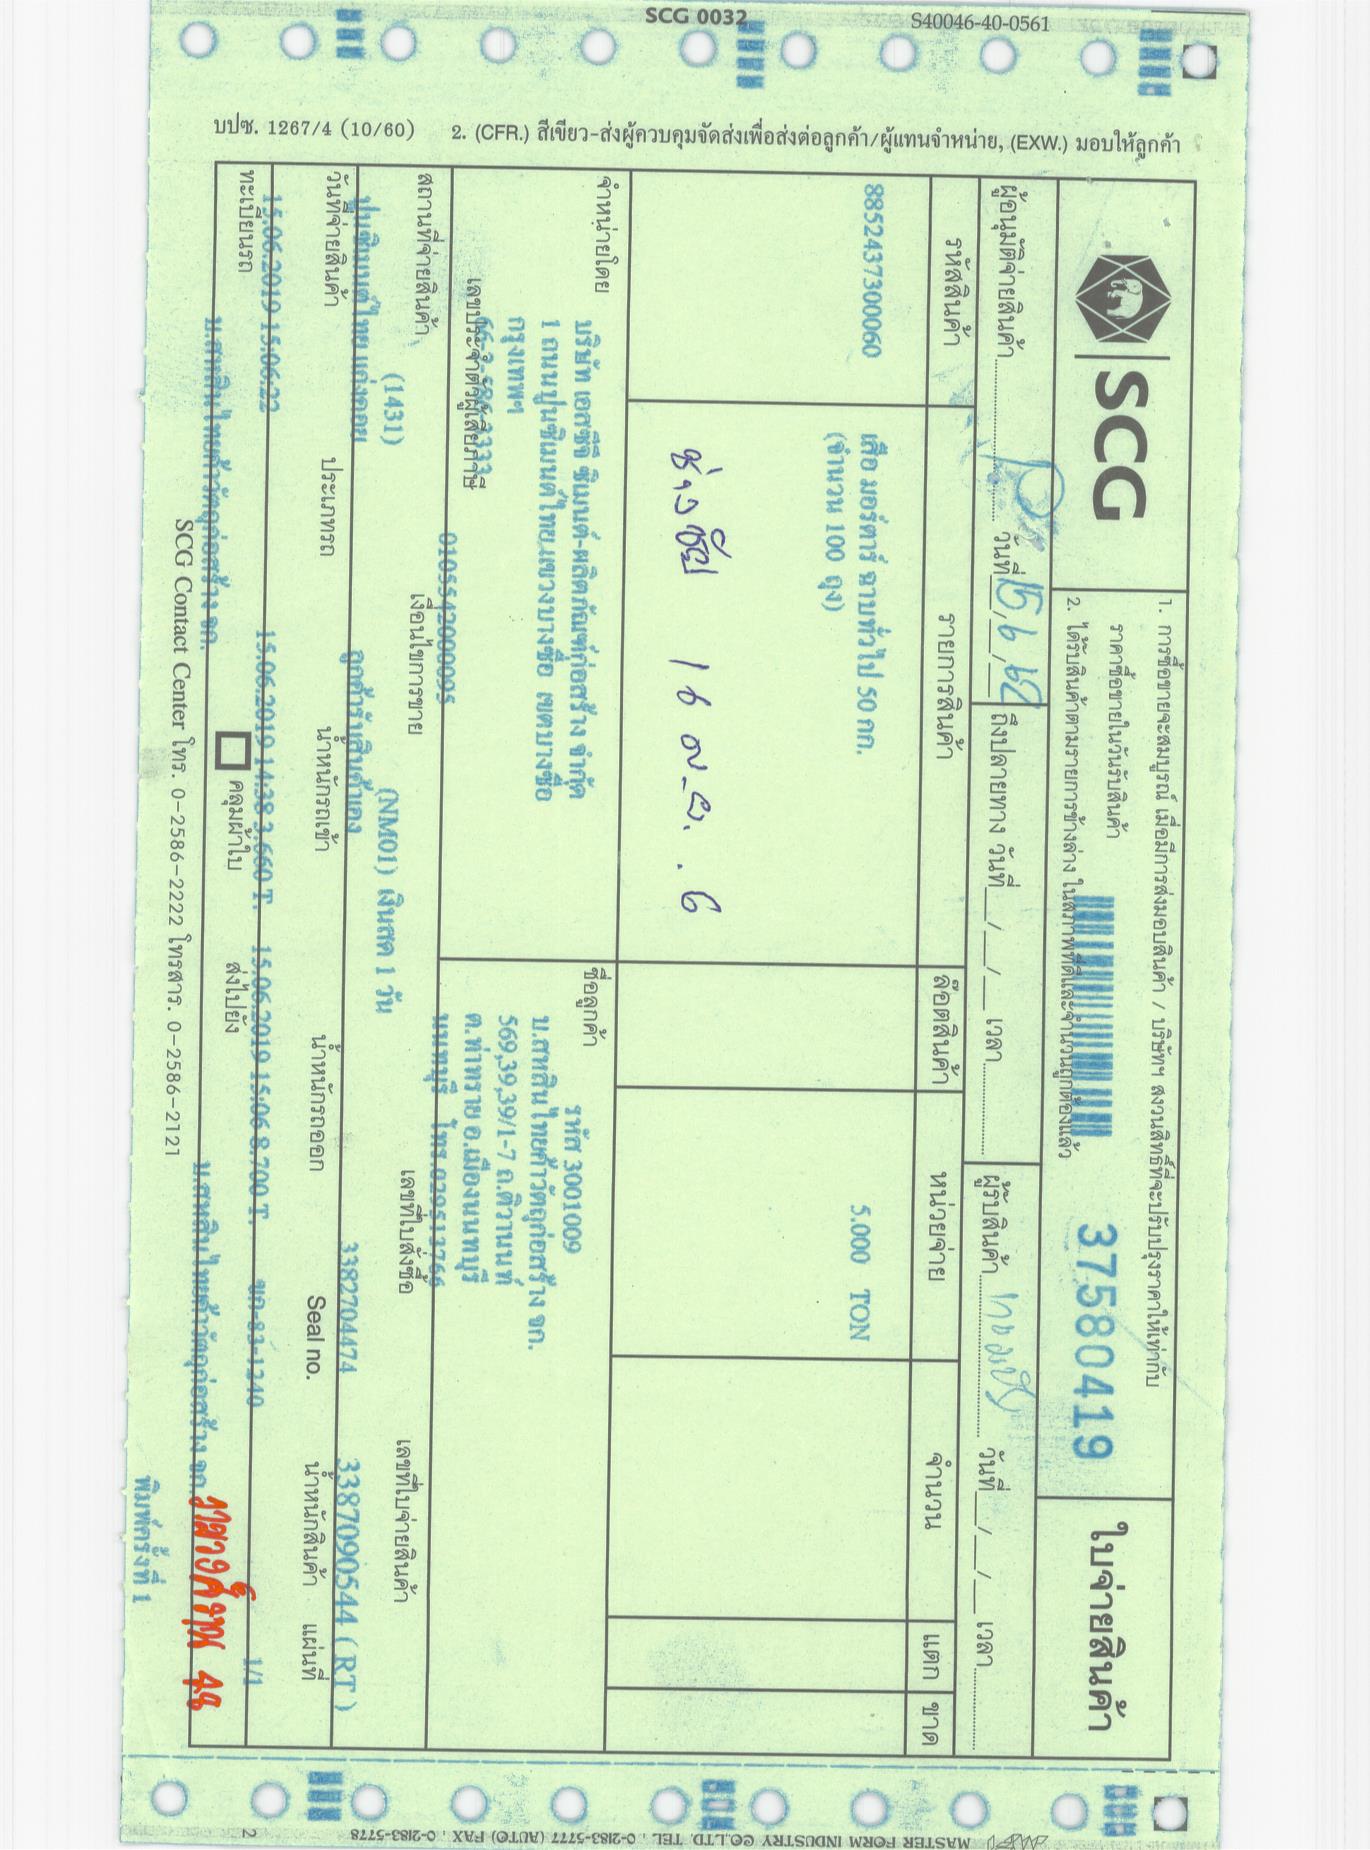 SCG
1. การซื้อขายจะสมบูรณ์ เมื่อมีการส่งมอบสินค้า / บริษัทฯ สงวนสิทธิ์ที่จะปรับปรุงราคาให้เท่ากับ
ราคาซื้อขายในวันรับสินค้า
2. ได้รับสินค้าตามรายการข้างล่าง ในสภาพที่ดีและจำนวนถูกต้องแล้ว
37580419
ใบจ่ายสินค้า
ผู้อนุมัติจ่ายสินค้า วันที่ 15/6/62 ถึงปลายทาง วันที่ / / เวลา ผู้รับสินค้า วันที่ / / เวลา
รหัสสินค้า รายการสินค้า ล๊อตสินค้า หน่วยจ่าย จำนวน แตก ขาด
8852437300060 เสือ มอร์ตาร์ ฉาบทั่วไป 50 กก. 5.000 TON
(จำนวน 100 ถุง)
ช่างชัย 16 ม.ย. . 6
จำหน่ายโดย
บริษัท เอสซีจี ซิเมนต์-ผลิตภัณฑ์ก่อสร้าง จำกัด
1 ถนนปูนซิเมนต์ไทย แขวงบางซื่อ เขตบางซื่อ
กรุงเทพฯ
66-2-586-3333
เลขประจำตัวผู้เสียภาษี
0105542000095
ชื่อลูกค้า
รหัส 3001009
บ.สหสินไทยค้าวัตถุก่อสร้าง จก.
569,39,39/1-7 ถ.ติวานนท์
ต.ท่าทราย อ.เมืองนนทบุรี
นนทบุรี โทร.029513766
สถานที่จ่ายสินค้า เงื่อนไขการขาย เลขที่ใบสั่งซื้อ เลขที่ใบจ่ายสินค้า
(1431) (NM01) เงินสด 1 วัน
ปูนซิเมนต์ไทย แก่งคอย ลูกค้ารับสินค้าเอง 3382704474 3387090544 ( RT )
วันที่จ่ายสินค้า ประเภทรถ น้ำหนักรถเข้า น้ำหนักรถออก Seal no. น้ำหนักสินค้า แผ่นที่
15.06.2019 15:06:22 15.06.2019 14:38 3.660 T. 15.06.2019 15:06 8.700 T. ขก-83-1240 1/1
ทะเบียนรถ คลุมผ้าใบ ส่งไปยัง
บ.สหสินไทยค้าวัตถุก่อสร้าง จก. บ.สหสินไทยค้าวัตถุก่อสร้าง จก. 48
SCG Contact Center โทร. 0-2586-2222 โทรสาร. 0-2586-2121
พิมพ์ครั้งที่ 1
S40046-40-0561
SCG 0032
บปซ. 1267/4 (10/60) 2. (CFR.) สีเขียว-ส่งผู้ควบคุมจัดส่งเพื่อส่งต่อลูกค้า/ผู้แทนจำหน่าย, (EXW.) มอบให้ลูกค้า
MASTER FORM INDUSTRY CO.,LTD. TEL . 0-2183-5777 (AUTO) FAX . 0-2183-5778
2